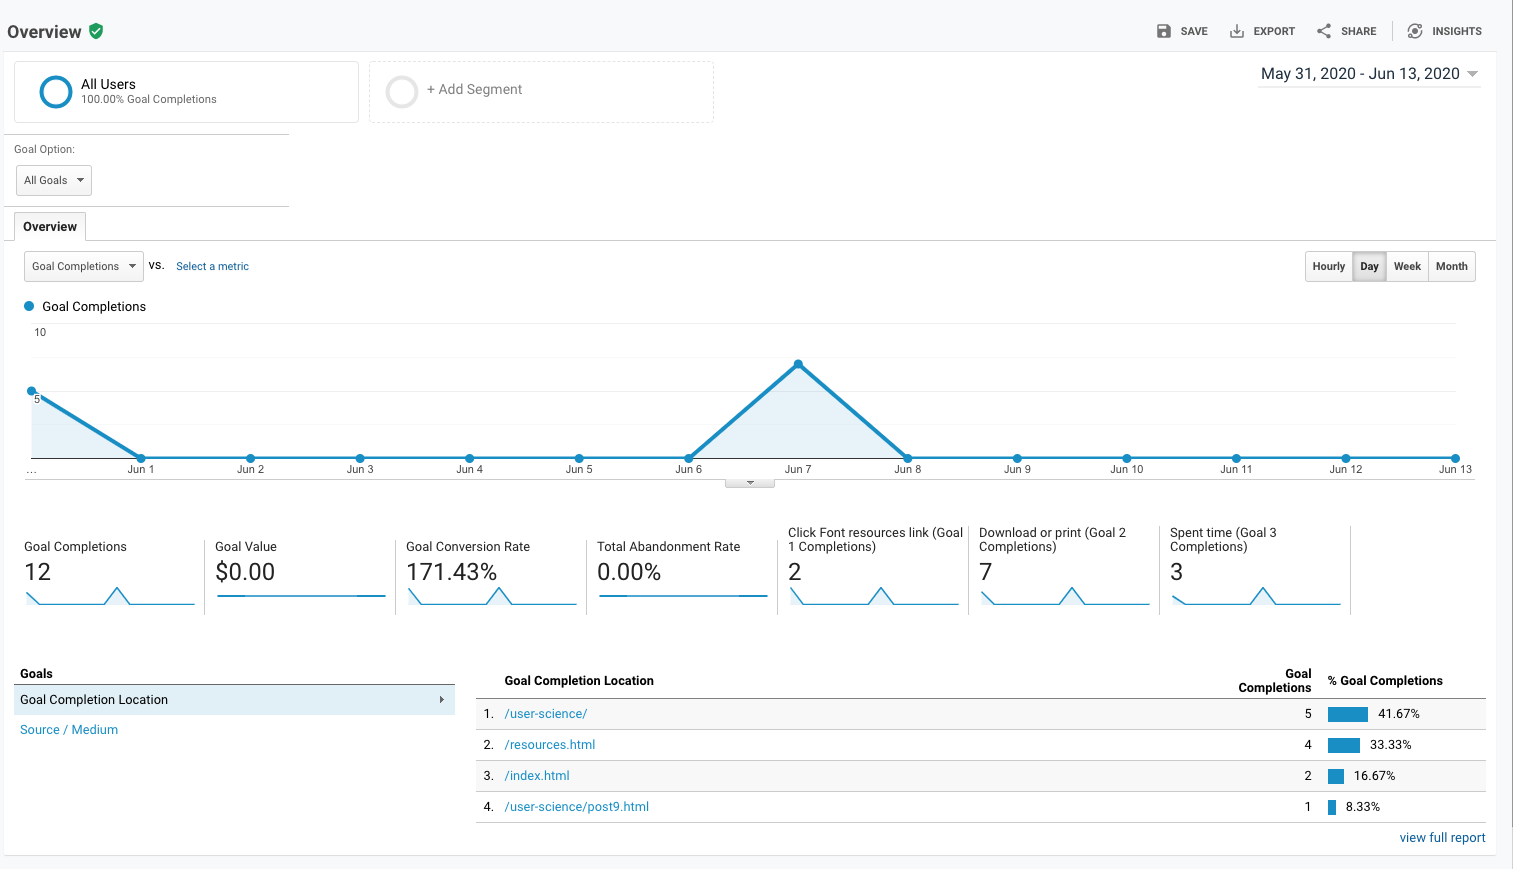 Overview
SAVE
EXPORT
SHARE
INSIGHTS
All Users
100.00% Goal Completions
+ Add Segment
May 31, 2020 - Jun 13, 2020
Goal Option:
All Goals
Overview
Goal Completions
VS.
Select a metric
Hourly
Day
Week
Month
Goal Completions
10
5
...
Jun 1
Jun 2
Jun 3
Jun 4
Jun 5
Jun 6
Jun 7
Jun 8
Jun 9
Jun 10
Jun 11
Jun 12
Jun 13
Goal Completions
12
Goal Value
$0.00
Goal Conversion Rate
171.43%
Total Abandonment Rate
0.00%
Click Font resources link (Goal
1 Completions)
2
Download or print (Goal 2
Completions)
7
Spent time (Goal 3
Completions)
3
Goals
Goal Completion Location
Source / Medium
Goal Completion Location
Goal
Completions
% Goal Completions
1. /user-science/ 5 41.67%
2. /resources.html 4 33.33%
3. /index.html 2 16.67%
4. /user-science/post9.html 1 8.33%
view full report